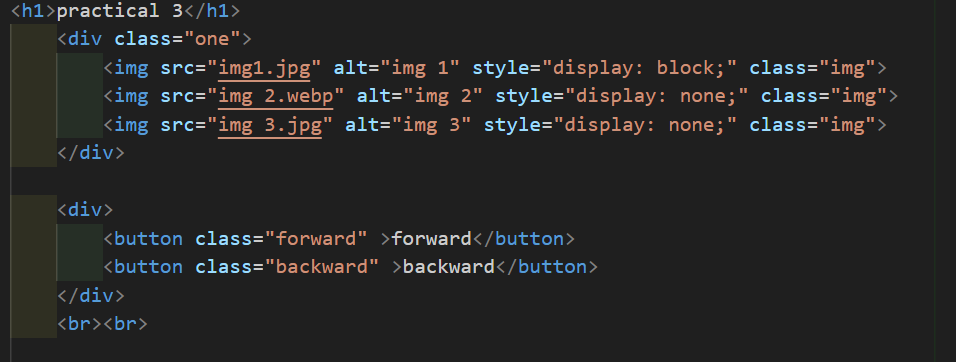 <h1>practical 3</h1>
<div class="one">
<img src="img1.jpg" alt="img 1" style="display: block;" class="img">
<img src="img 2.webp" alt="img 2" style="display: none;" class="img">
<img src="img 3.jpg" alt="img 3" style="display: none;" class="img">
</div>
<div>
<button class="forward" >forward</button>
<button class="backward" >backward</button>
</div>
<br><br>